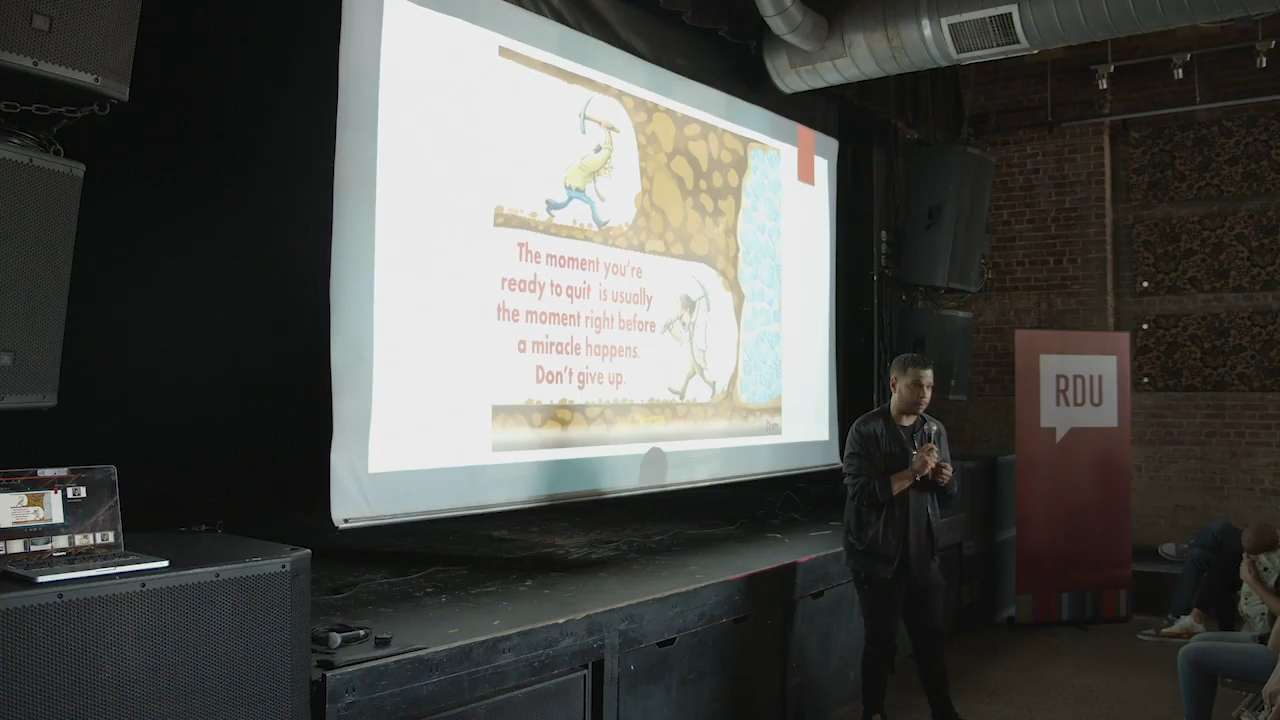 The moment you're
ready to quit is usually
the moment right before
a miracle happens.
Don't give up.
RDU